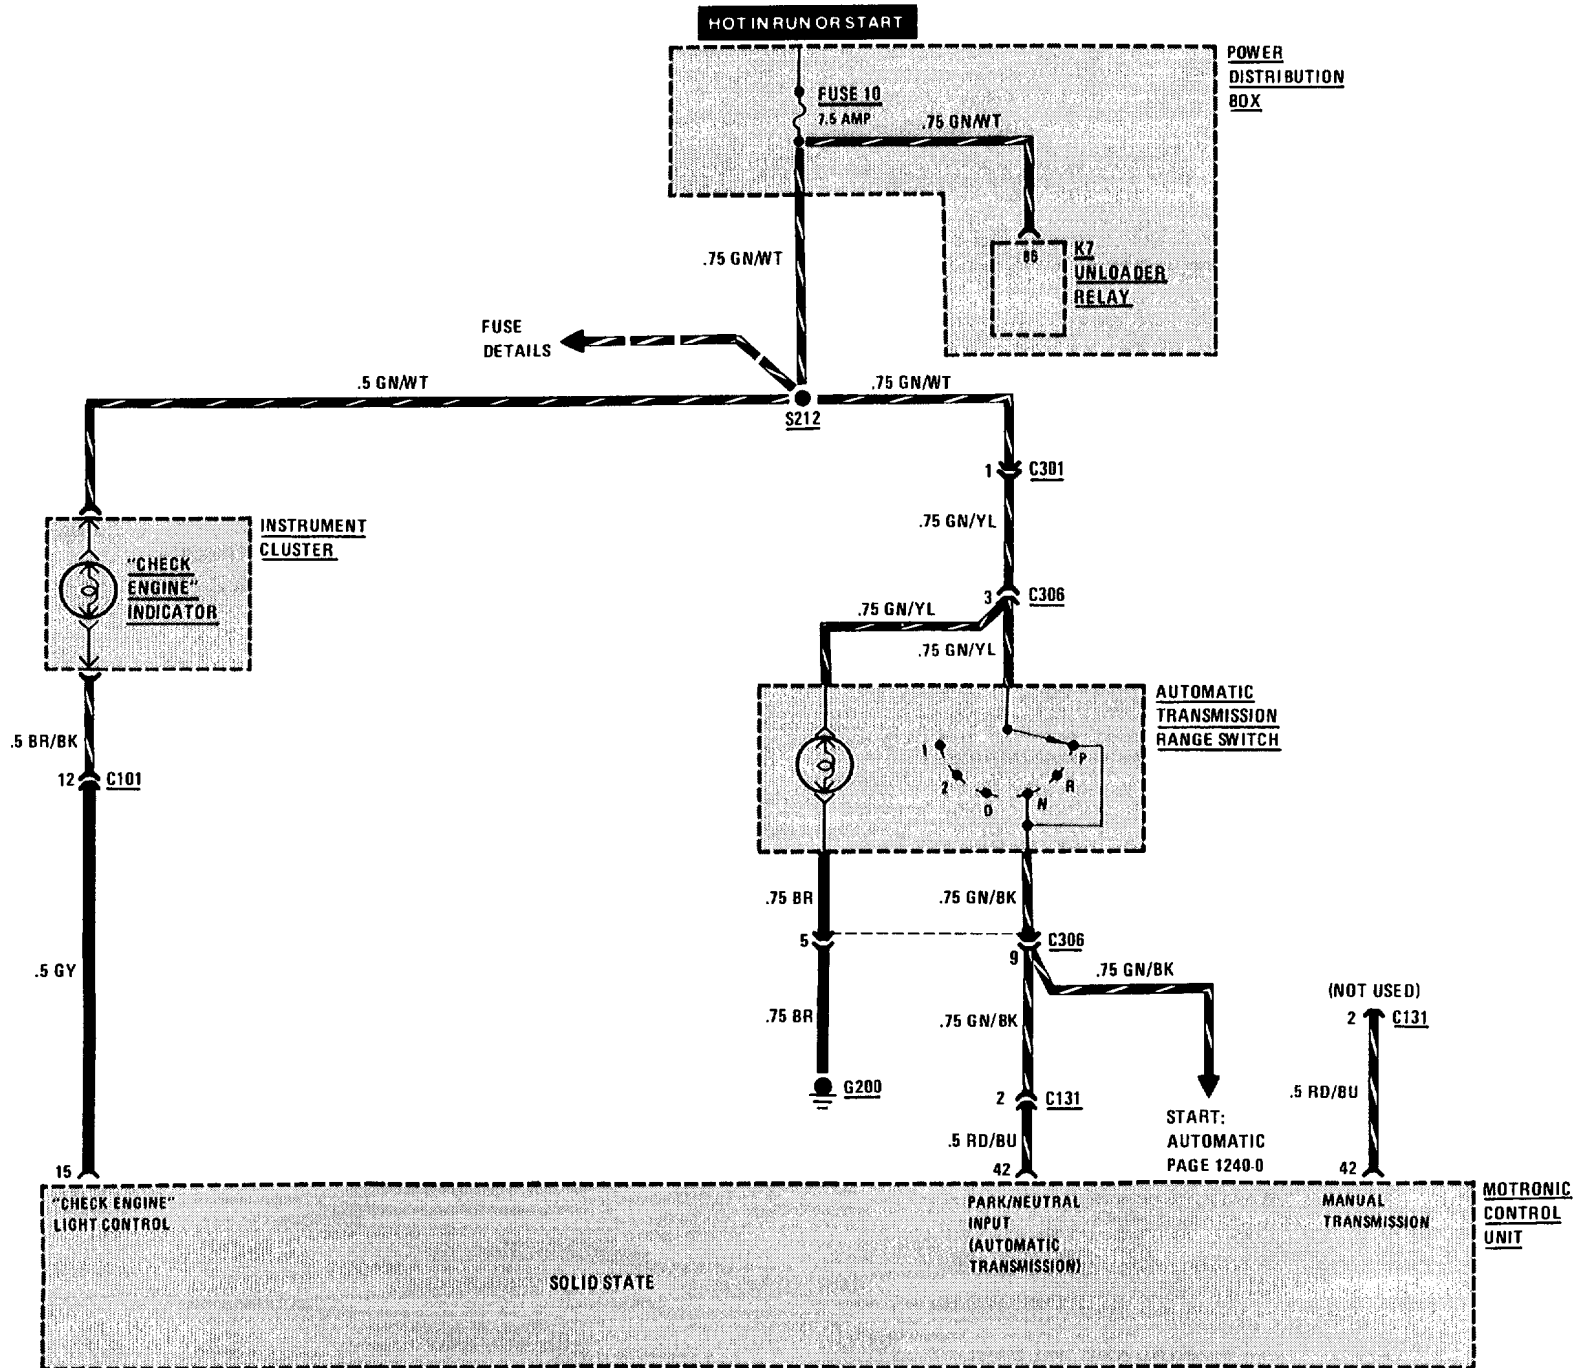 HOT IN RUN OR START
POWER
DISTRIBUTION
BOX
FUSE 10
7.5 AMP
.75 GN/WT
86
K7
UNLOADER
RELAY
.75 GN/WT
FUSE
DETAILS
.5 GN/WT
.75 GN/WT
S212
1
C301
INSTRUMENT
CLUSTER
"CHECK
ENGINE"
INDICATOR
.75 GN/YL
3
C306
.75 GN/YL
.75 GN/YL
AUTOMATIC
TRANSMISSION
RANGE SWITCH
.5 BR/BK
12
C101
1
2
D
N
R
P
.75 BR
.75 GN/BK
5
C306
9
.5 GY
.75 GN/BK
(NOT USED)
2
C131
.75 BR
.75 GN/BK
G200
2
C131
.5 RD/BU
START:
AUTOMATIC
PAGE 1240-0
.5 RD/BU
15
42
42
"CHECK ENGINE"
LIGHT CONTROL
PARK/NEUTRAL
INPUT
(AUTOMATIC
TRANSMISSION)
MANUAL
TRANSMISSION
MOTRONIC
CONTROL
UNIT
SOLID STATE